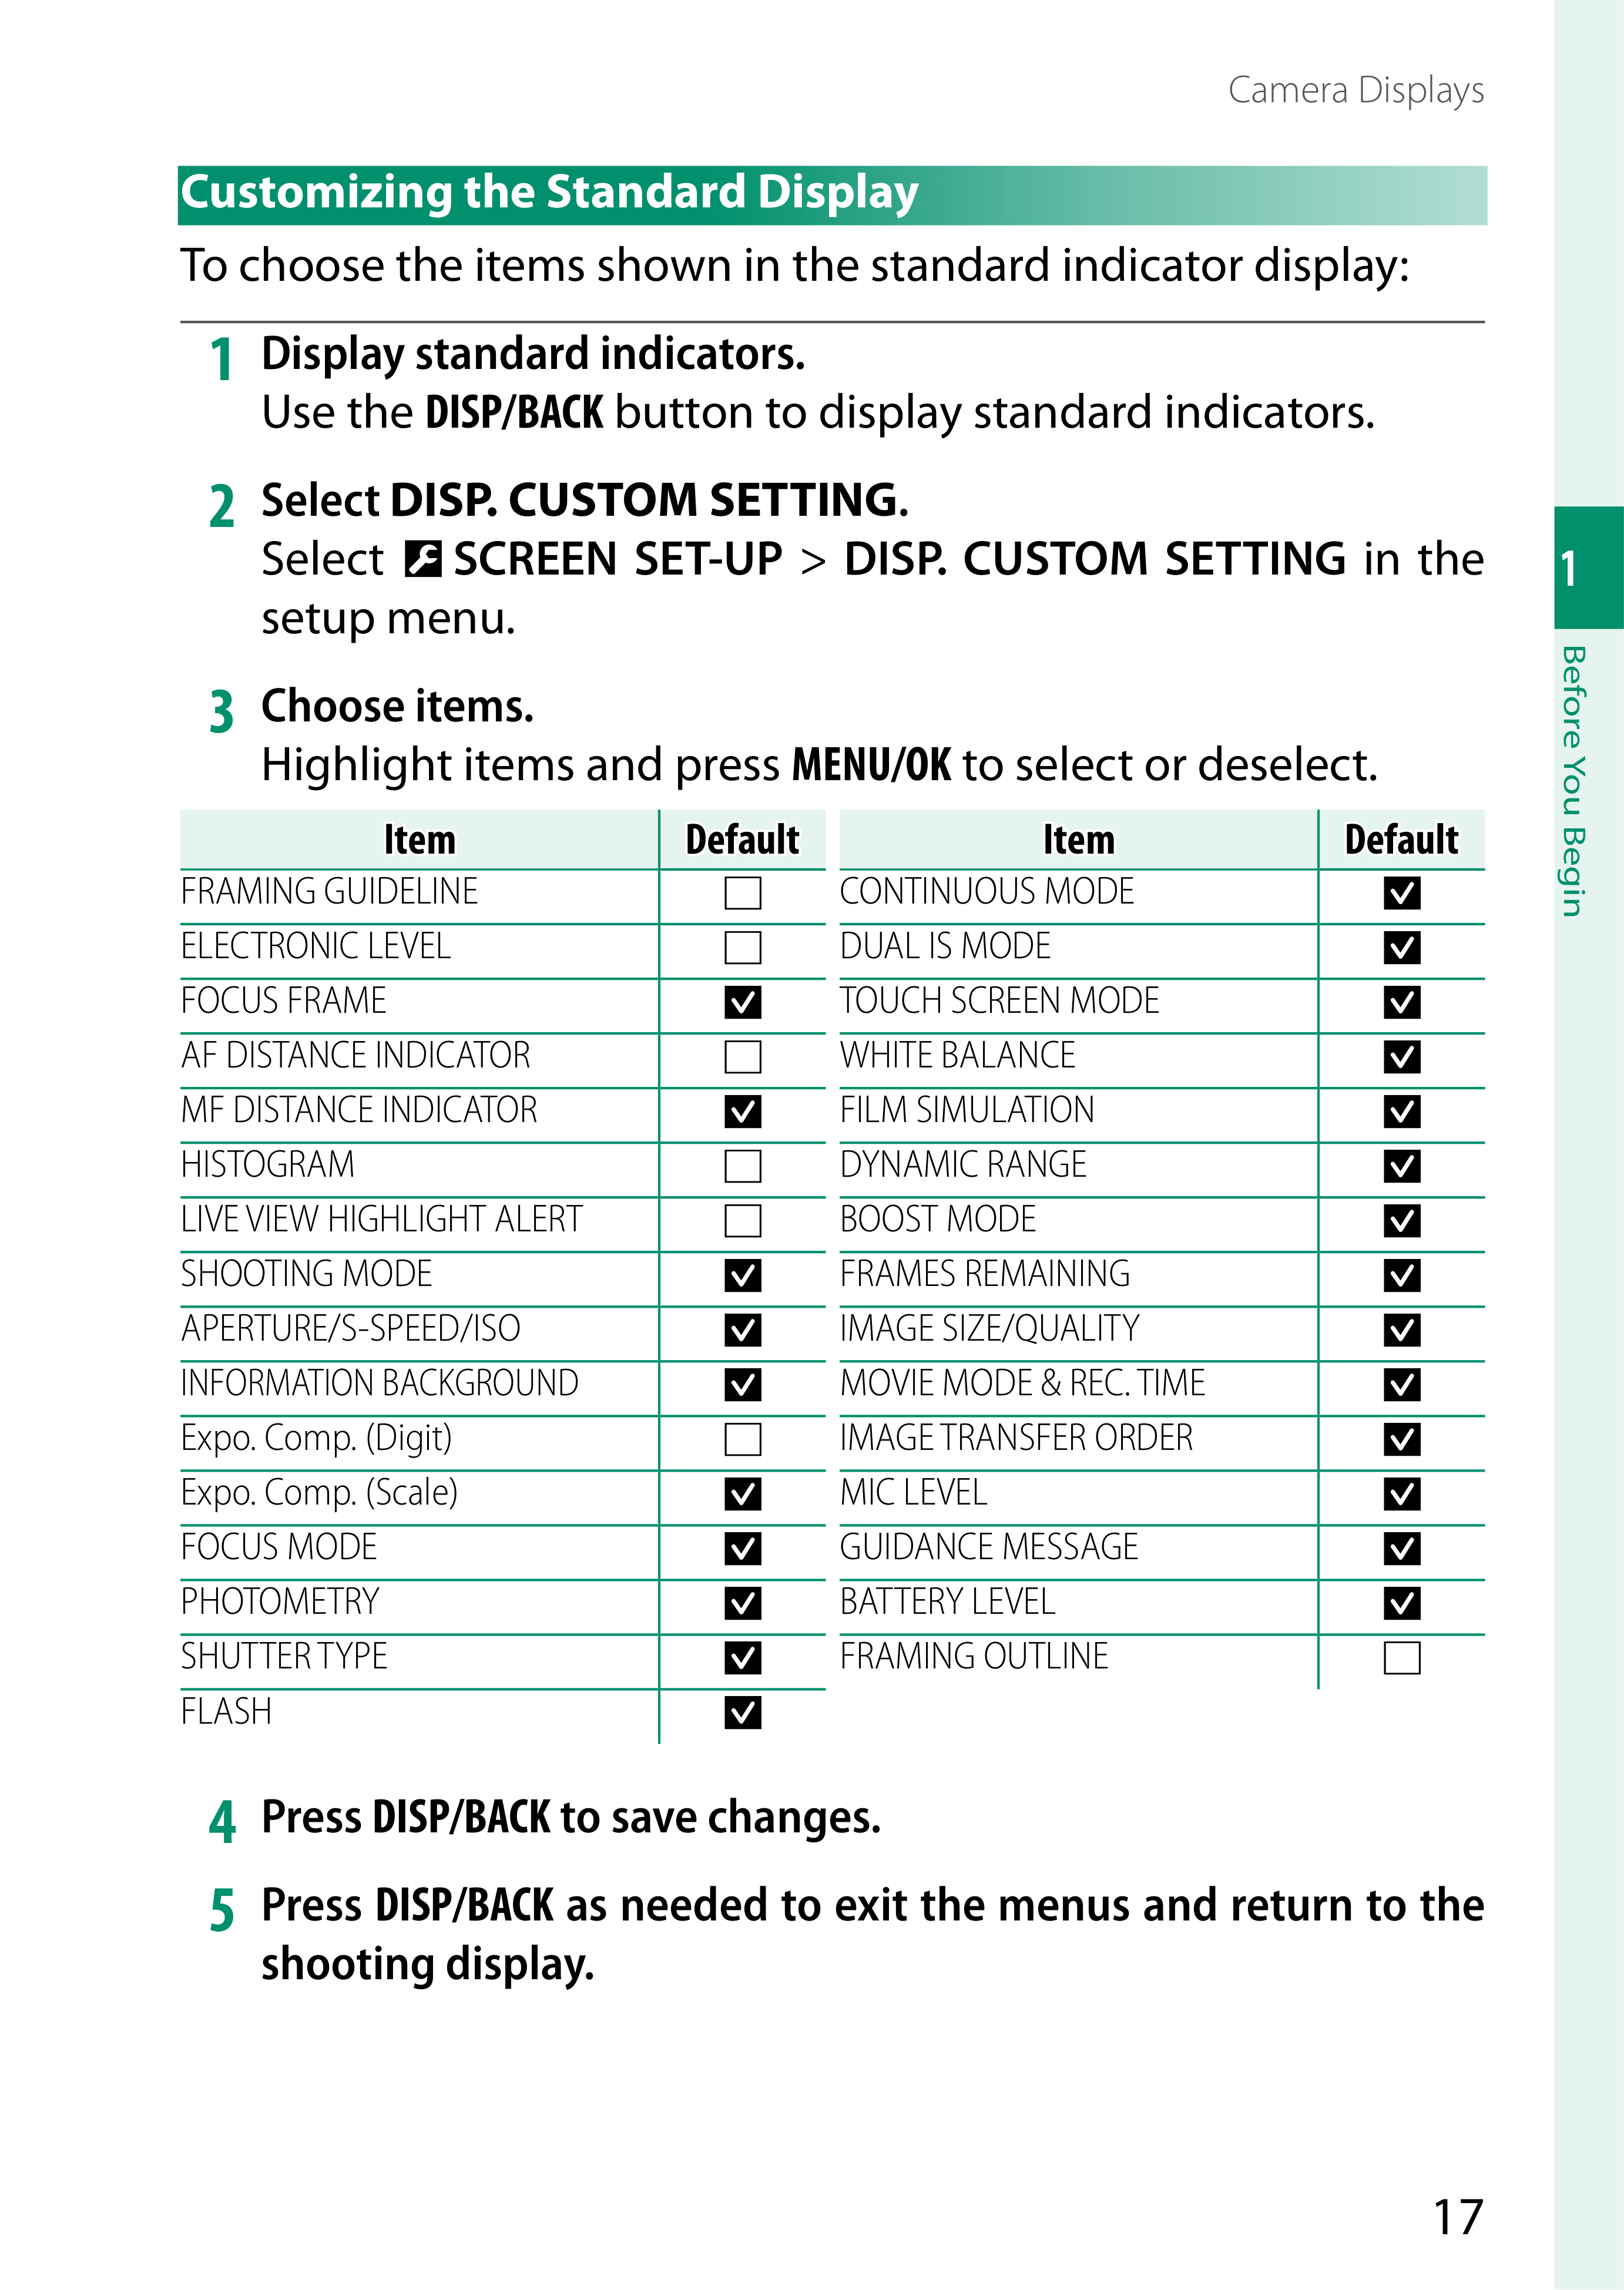 Camera Displays
Customizing the Standard Display
To choose the items shown in the standard indicator display:
1 Display standard indicators.
Use the DISP/BACK button to display standard indicators.
2 Select DISP. CUSTOM SETTING.
Select SCREEN SET-UP > DISP. CUSTOM SETTING in the
setup menu.
3 Choose items.
Highlight items and press MENU/OK to select or deselect.
Item Default
FRAMING GUIDELINE ☐
ELECTRONIC LEVEL ☐
FOCUS FRAME ☑
AF DISTANCE INDICATOR ☐
MF DISTANCE INDICATOR ☑
HISTOGRAM ☐
LIVE VIEW HIGHLIGHT ALERT ☐
SHOOTING MODE ☑
APERTURE/S-SPEED/ISO ☑
INFORMATION BACKGROUND ☑
Expo. Comp. (Digit) ☐
Expo. Comp. (Scale) ☑
FOCUS MODE ☑
PHOTOMETRY ☑
SHUTTER TYPE ☑
FLASH ☑
Item Default
CONTINUOUS MODE ☑
DUAL IS MODE ☑
TOUCH SCREEN MODE ☑
WHITE BALANCE ☑
FILM SIMULATION ☑
DYNAMIC RANGE ☑
BOOST MODE ☑
FRAMES REMAINING ☑
IMAGE SIZE/QUALITY ☑
MOVIE MODE & REC. TIME ☑
IMAGE TRANSFER ORDER ☑
MIC LEVEL ☑
GUIDANCE MESSAGE ☑
BATTERY LEVEL ☑
FRAMING OUTLINE ☐
4 Press DISP/BACK to save changes.
5 Press DISP/BACK as needed to exit the menus and return to the
shooting display.
1
Before You Begin
17